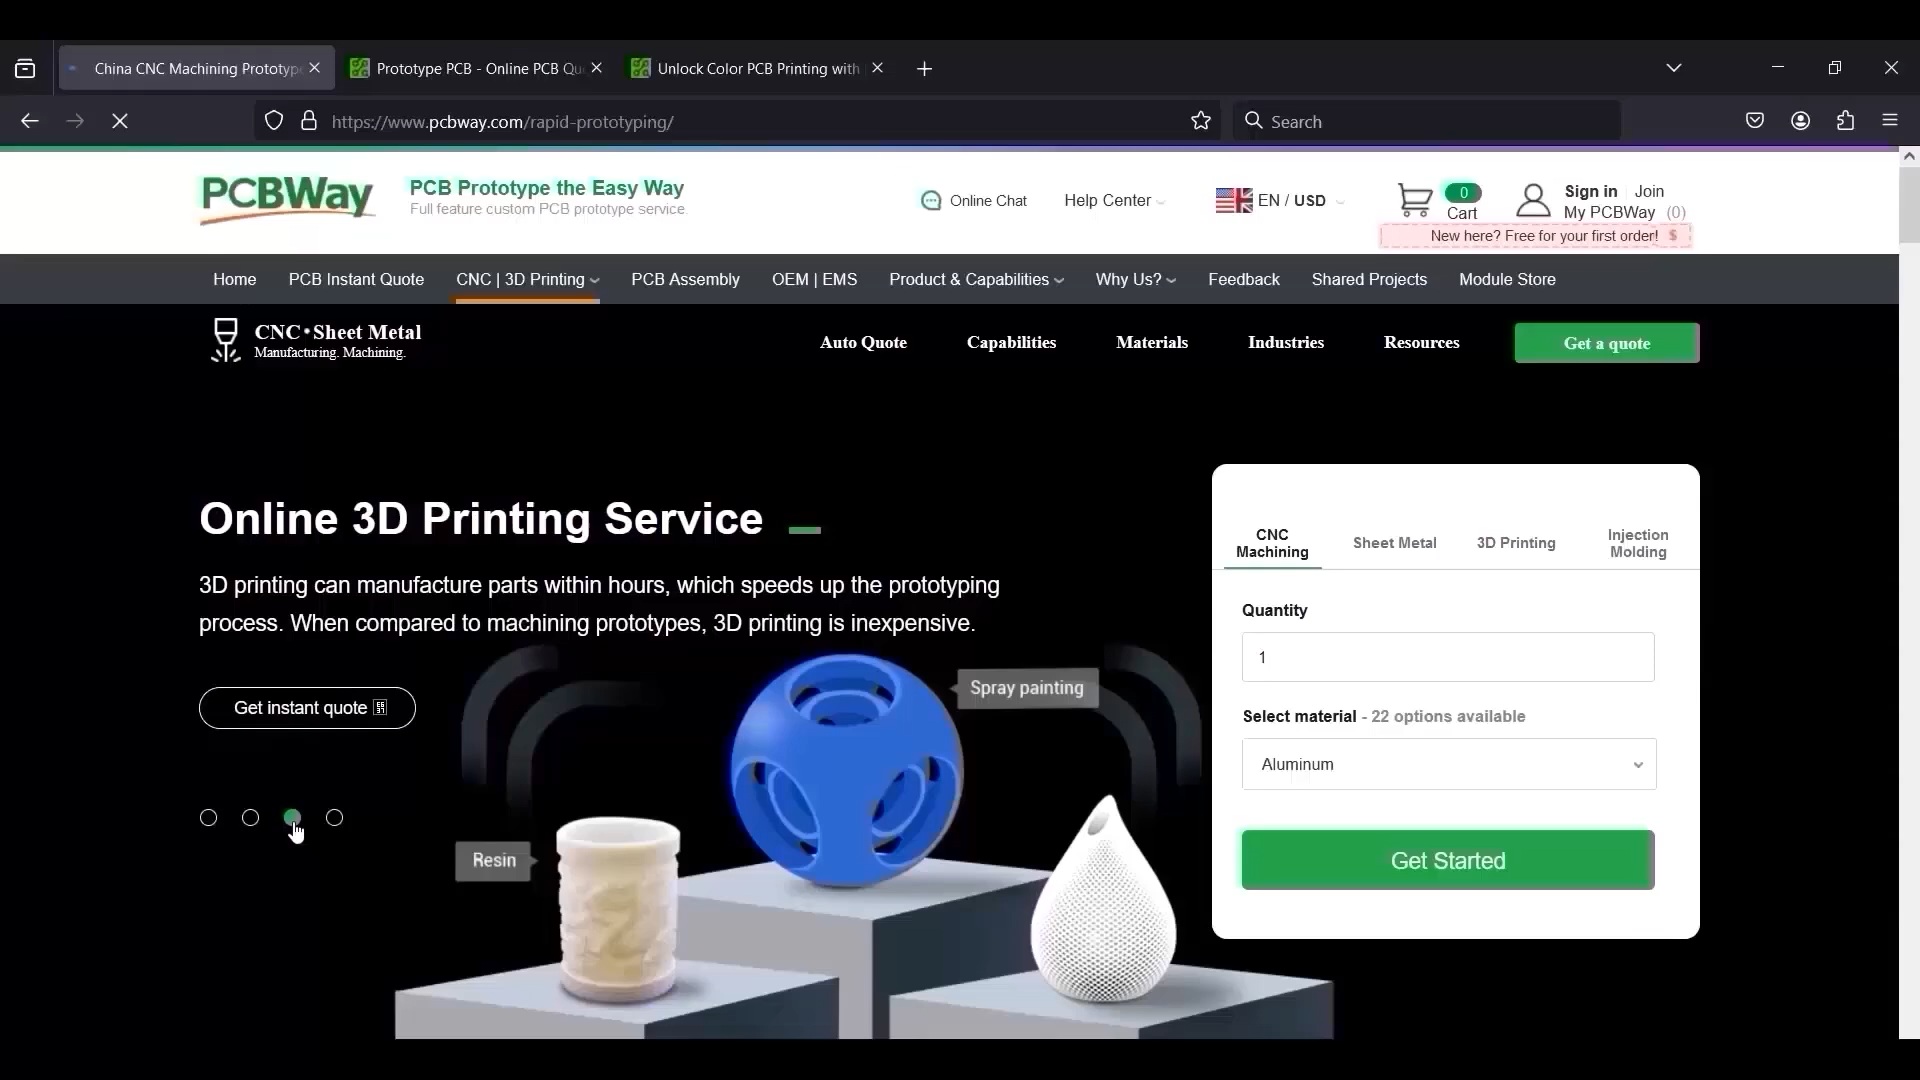 China CNC Machining Prototype
Prototype PCB - Online PCB Qu
Unlock Color PCB Printing with
https://www.pcbway.com/rapid-prototyping/
Search
PCBWay
PCB Prototype the Easy Way
Full feature custom PCB prototype service.
Online Chat
Help Center
EN / USD
0
Cart
Sign in
Join
My PCBWay (0)
New here? Free for your first order! $
Home
PCB Instant Quote
CNC | 3D Printing
PCB Assembly
OEM | EMS
Product & Capabilities
Why Us?
Feedback
Shared Projects
Module Store
CNC•Sheet Metal
Manufacturing. Machining.
Auto Quote
Capabilities
Materials
Industries
Resources
Get a quote
Online 3D Printing Service
3D printing can manufacture parts within hours, which speeds up the prototyping
process. When compared to machining prototypes, 3D printing is inexpensive.
Get instant quote
Spray painting
Resin
CNC
Machining
Sheet Metal
3D Printing
Injection
Molding
Quantity
1
Select material - 22 options available
Aluminum
Get Started